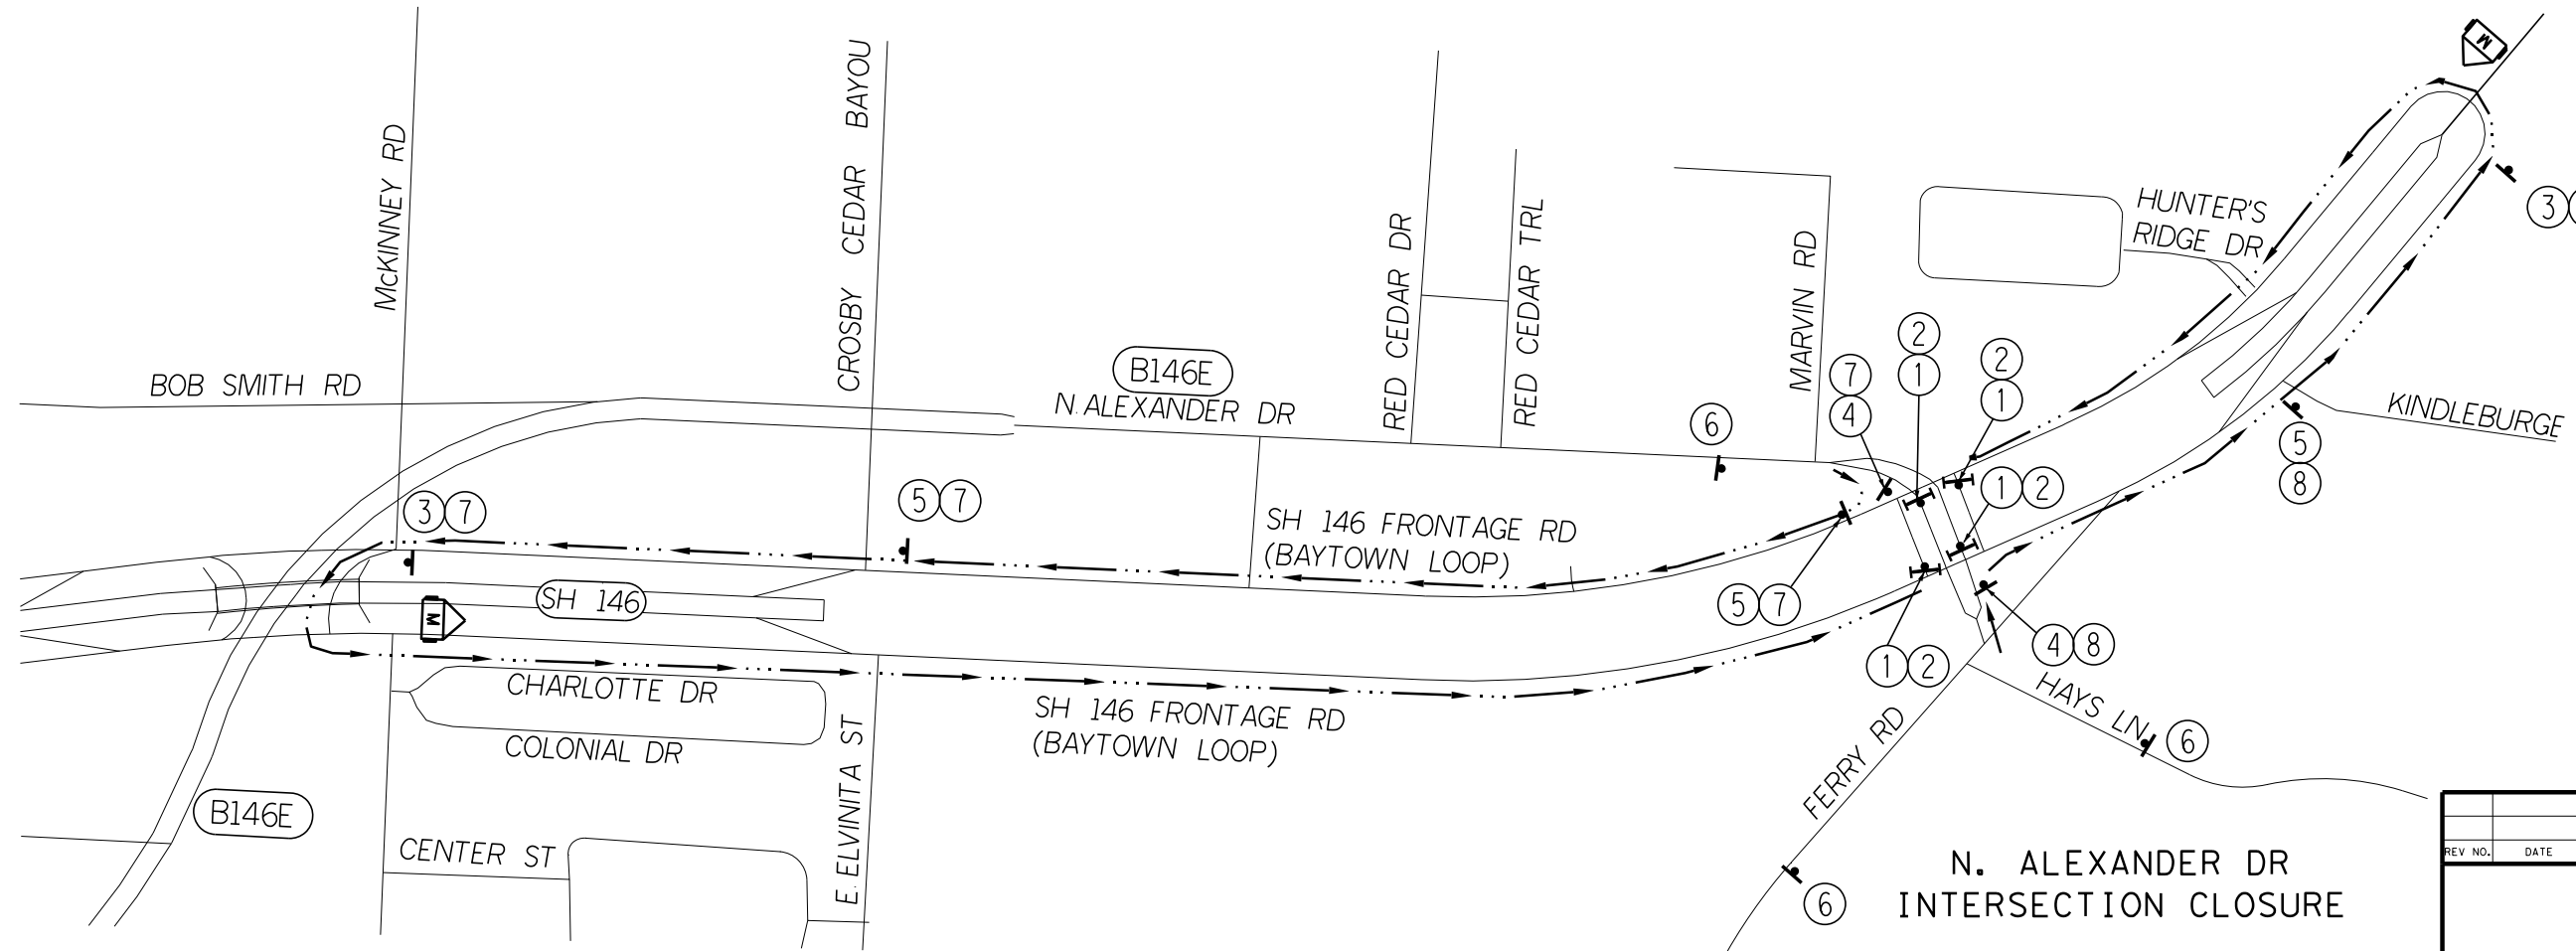 McKINNEY RD
CROSBY CEDAR BAYOU
RED CEDAR DR
RED CEDAR TRL
MARVIN RD
HUNTER'S
RIDGE DR
M
3
BOB SMITH RD
B146E
N. ALEXANDER DR
6
7
4
2
1
2
1
1 2
KINDLEBURGE
5
8
3 7
5 7
SH 146 FRONTAGE RD
(BAYTOWN LOOP)
5 7
SH 146
M
4 8
1 2
CHARLOTTE DR
COLONIAL DR
SH 146 FRONTAGE RD
(BAYTOWN LOOP)
HAYS LN
6
FERRY RD
B146E
CENTER ST
E. ELVINITA ST
6
N. ALEXANDER DR
INTERSECTION CLOSURE
REV NO. DATE